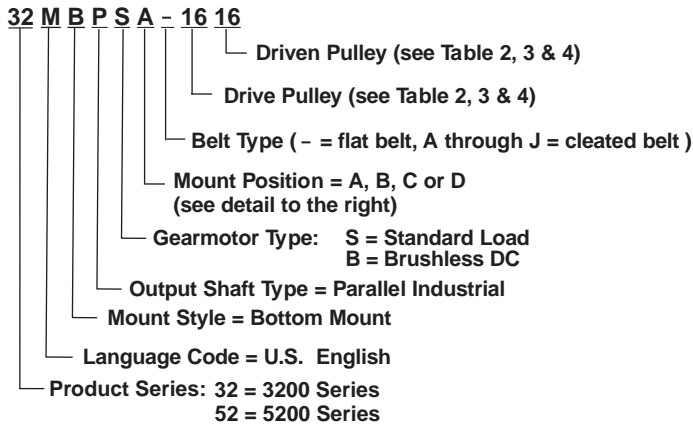 32 M B P S A - 16 16
Driven Pulley (see Table 2, 3 & 4)
Drive Pulley (see Table 2, 3 & 4)
Belt Type ( – = flat belt, A through J = cleated belt )
Mount Position = A, B, C or D
(see detail to the right)
Gearmotor Type: S = Standard Load
B = Brushless DC
Output Shaft Type = Parallel Industrial
Mount Style = Bottom Mount
Language Code = U.S. English
Product Series: 32 = 3200 Series
52 = 5200 Series